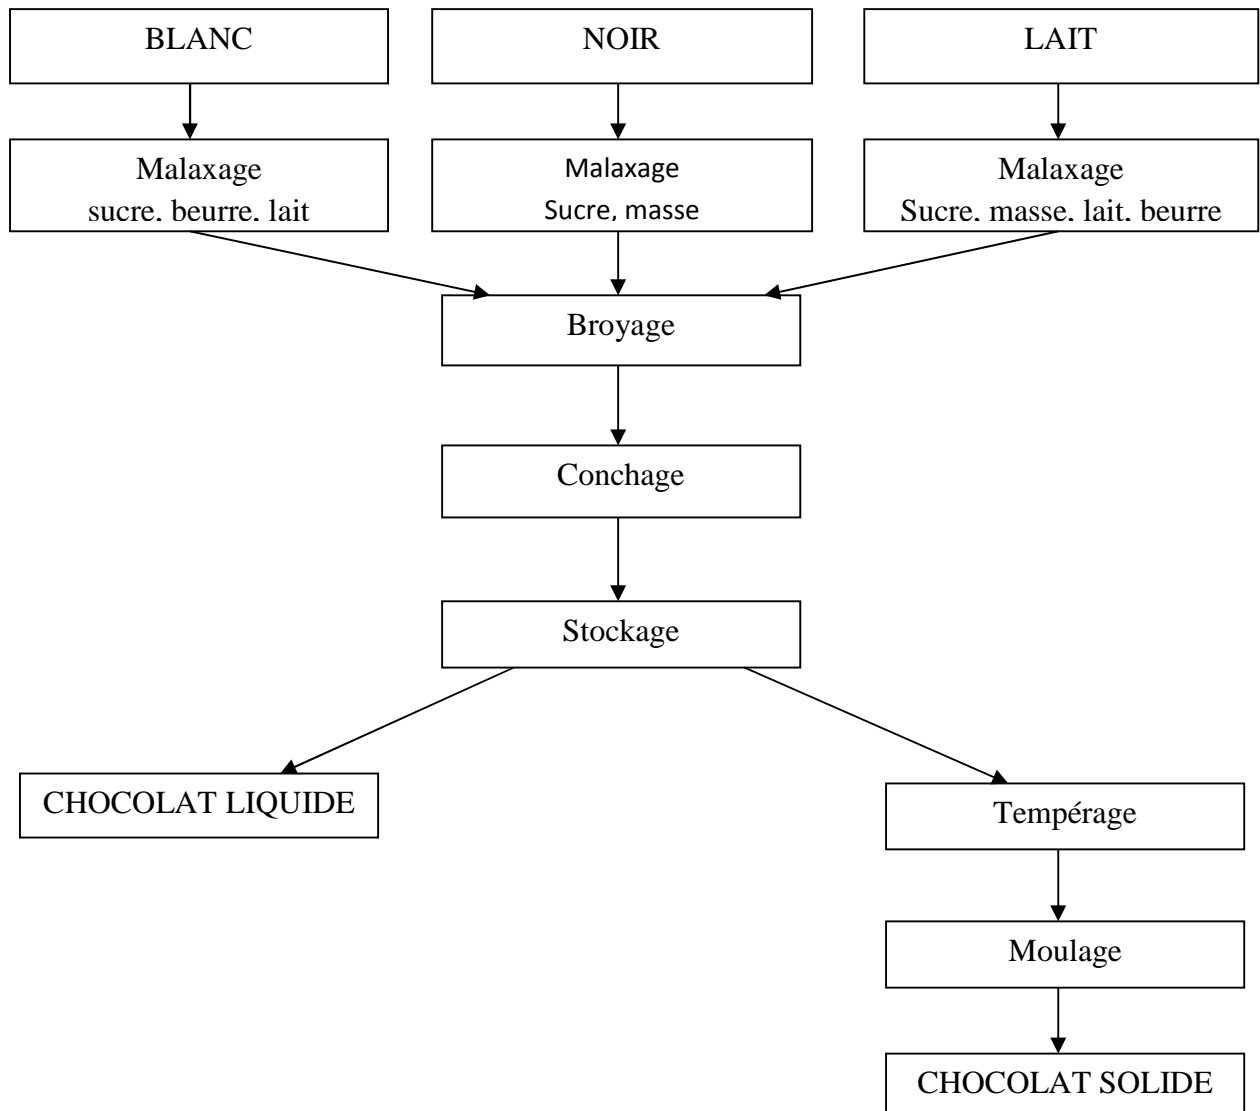 BLANC
NOIR
LAIT
Malaxage
sucre, beurre, lait
Malaxage
Sucre, masse
Malaxage
Sucre, masse, lait, beurre
Broyage
Conchage
Stockage
CHOCOLAT LIQUIDE
Tempérage
Moulage
CHOCOLAT SOLIDE